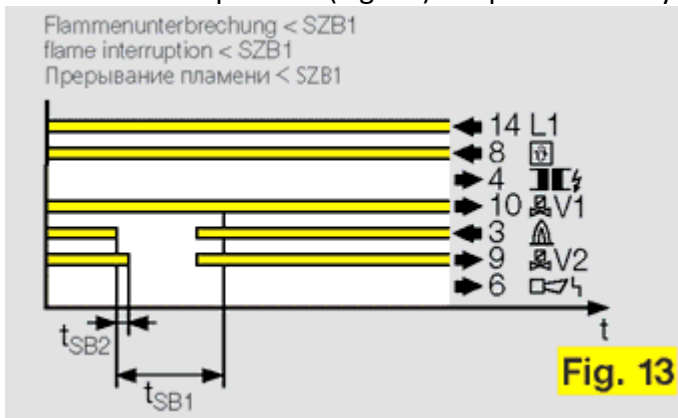 Flammenunterbrechung < SZB1
flame interruption < SZB1
Прерывание пламени < SZB1
14 L1
8 ϑ
4
10 V1
3
9 V2
6
t
tSB2
tSB1
Fig. 13